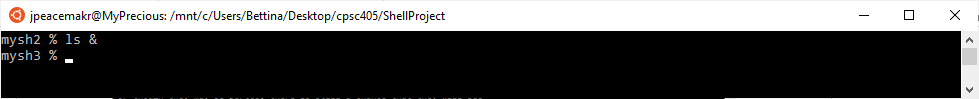 jpeacemakr@MyPrecious: /mnt/c/Users/Bettina/Desktop/cpsc405/ShellProject
mysh2 % ls &
mysh3 %